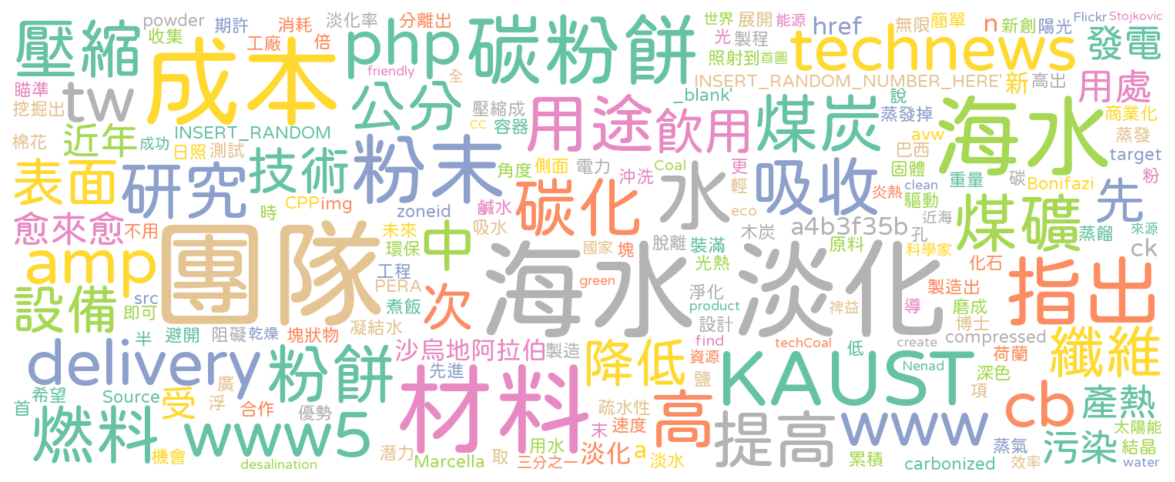 powder 收集 期許 淡化率 消耗 工廠 倍 分離出 friendly
壓縮 成本 php 碳粉餅 世界 光 展開 製程 能源 照射到 首圖 href 無限 簡單 n 新創 陽光 Flickr Stojkovic
technews 發電
瞄準 挖掘出 tw 公分 全 _blank' INSERT_RANDOM_NUMBER_HERE' 新 高出 用處
棉花 近年 成功 INSERT_RANDOM 日照 測試 壓縮成 cc 容器 用途 飲用 煤炭 說 蒸發掉 avw 巴西 海水 商業化 蒸發 target 粉
表面 研究 技術 粉末 角度 側面 電力 沖洗 Coal 更 輕 eco 吸收 固體 炎熱 重量 clean 驅動 碳 近海 Bonifazi 先
愈來愈 不用 時 CPP img zoneid 鹹水 吸水 碳化 水 木炭 a4b3f35b 孔 原料 科學家 煤礦 蒸餾 來源 ck
amp 團隊 未來 環保 中 工程 國家 塊 脫離 裝滿 光熱 海水 淡化 化石
設備 src 即可 PERA 煮飯 次 green 淨化 product 設計 裨益 導 製造出 磨成 博士 指出
半 避開 阻礙 乾燥 塊狀物 凝結水 沙烏地阿拉伯 製造 降低 find 資源 techCoal create 低 compressed 荷蘭 纖維
delivery 粉餅 先進 材料 鹽 KAUST Nenad 深色 項
希望 首 Source 受 廣 浮 合作 優勢 疏水性 速度 末 高 提高 www cb 產熱 太陽能
燃料 機會 www5 desalination 潛力 Marcella 取 用水 三分之一 淡化 a 淡水 累積 carbonized 蒸氣 效率 污染 結晶 water